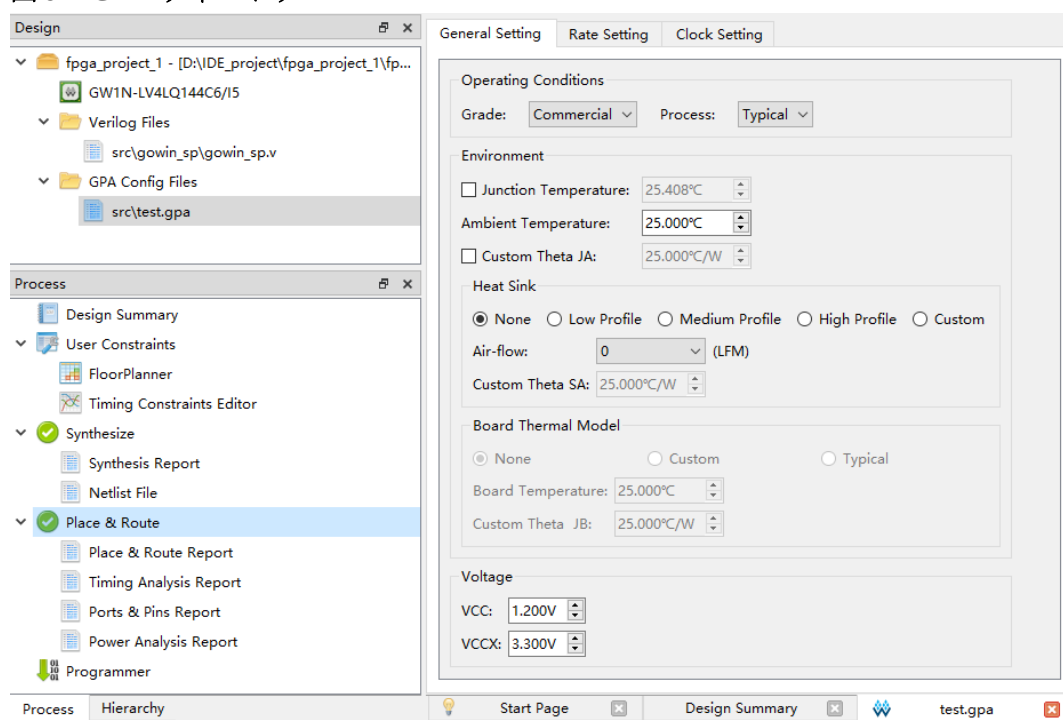 Design
fpga_project_1 - [D:\IDE_project\fpga_project_1\fp...
GW1N-LV4LQ144C6/I5
Verilog Files
src\gowin_sp\gowin_sp.v
GPA Config Files
src\test.gpa
Process
Design Summary
User Constraints
FloorPlanner
Timing Constraints Editor
Synthesize
Synthesis Report
Netlist File
Place & Route
Place & Route Report
Timing Analysis Report
Ports & Pins Report
Power Analysis Report
Programmer
Process Hierarchy
General Setting Rate Setting Clock Setting
Operating Conditions
Grade: Commercial Process: Typical
Environment
Junction Temperature: 25.408℃
Ambient Temperature: 25.000℃
Custom Theta JA: 25.000℃/W
Heat Sink
None Low Profile Medium Profile High Profile Custom
Air-flow: 0 (LFM)
Custom Theta SA: 25.000℃/W
Board Thermal Model
None Custom Typical
Board Temperature: 25.000℃
Custom Theta JB: 25.000℃/W
Voltage
VCC: 1.200V
VCCX: 3.300V
Start Page Design Summary test.gpa